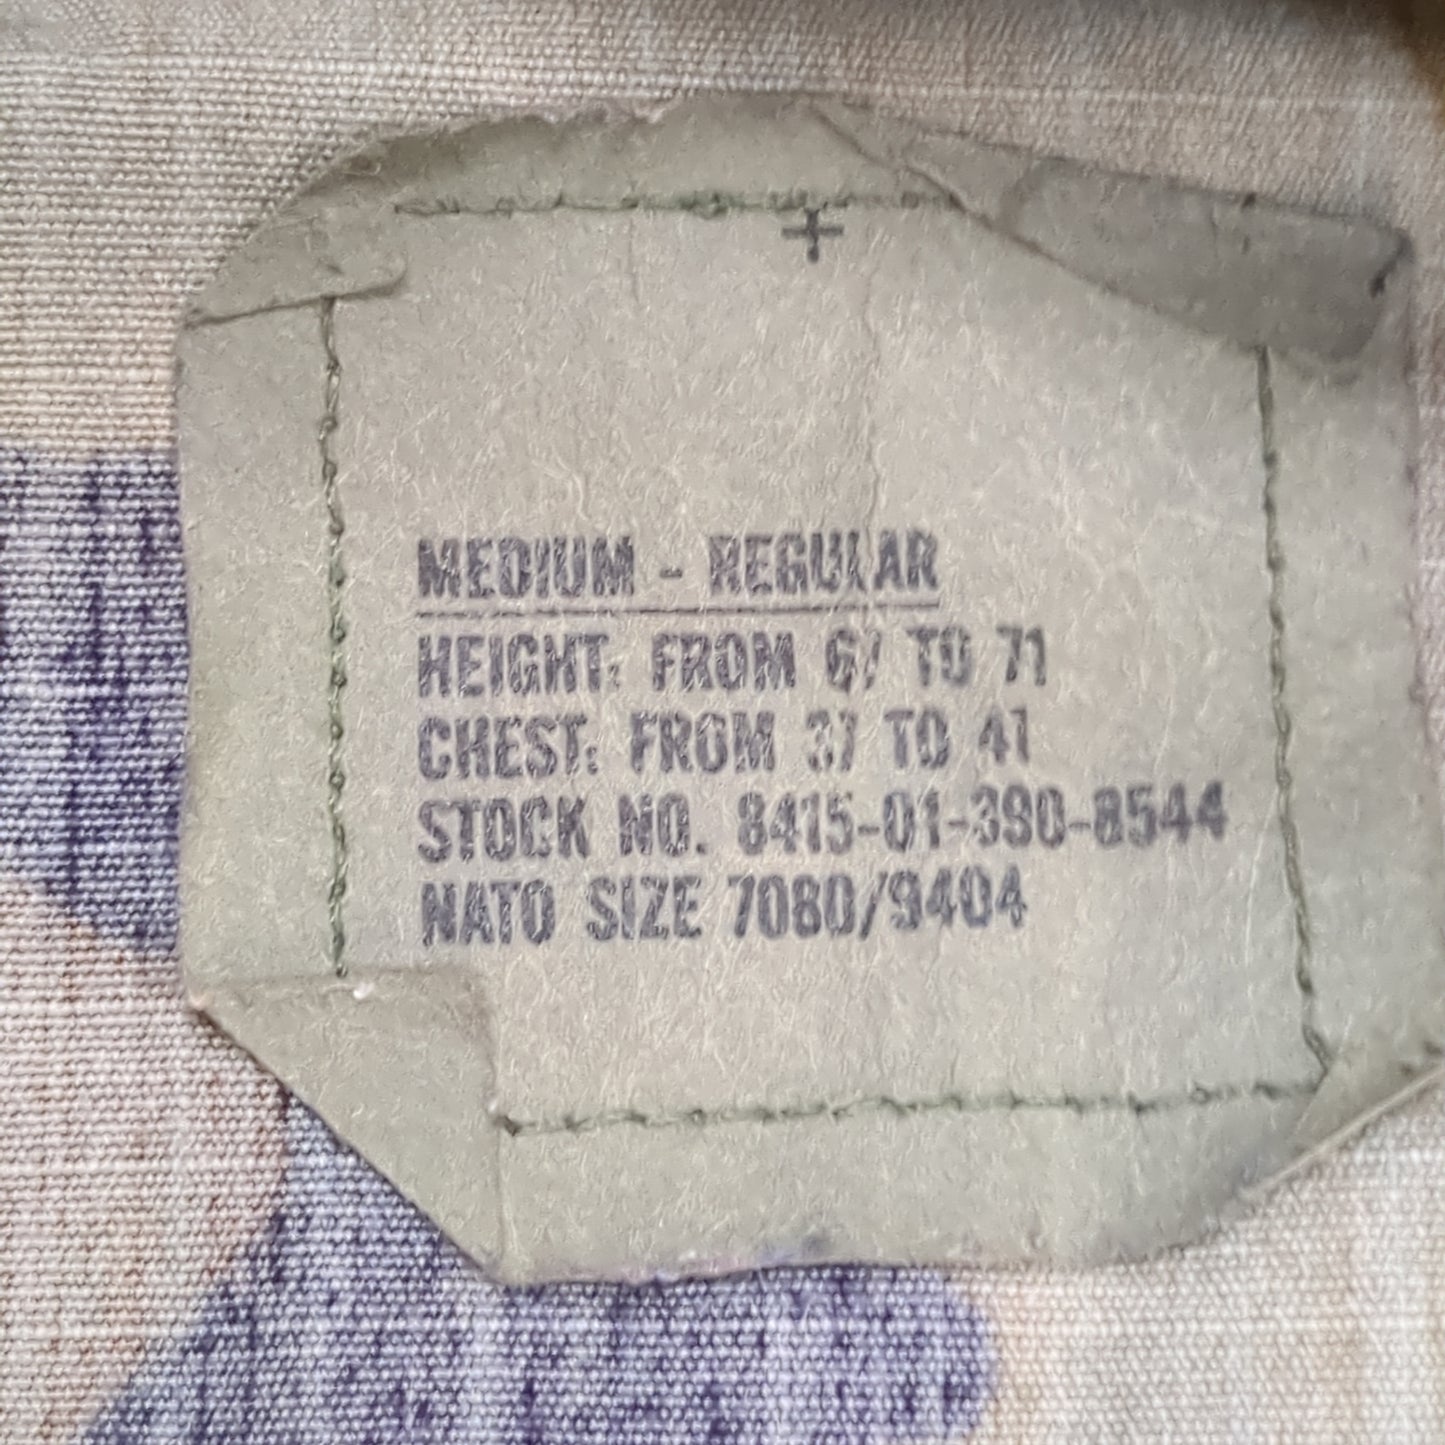 MEDIUM - REGULAR
HEIGHT: FROM 67 TO 71
CHEST: FROM 37 TO 41
STOCK NO. 8415-01-390-8544
NATO SIZE 7080/9404